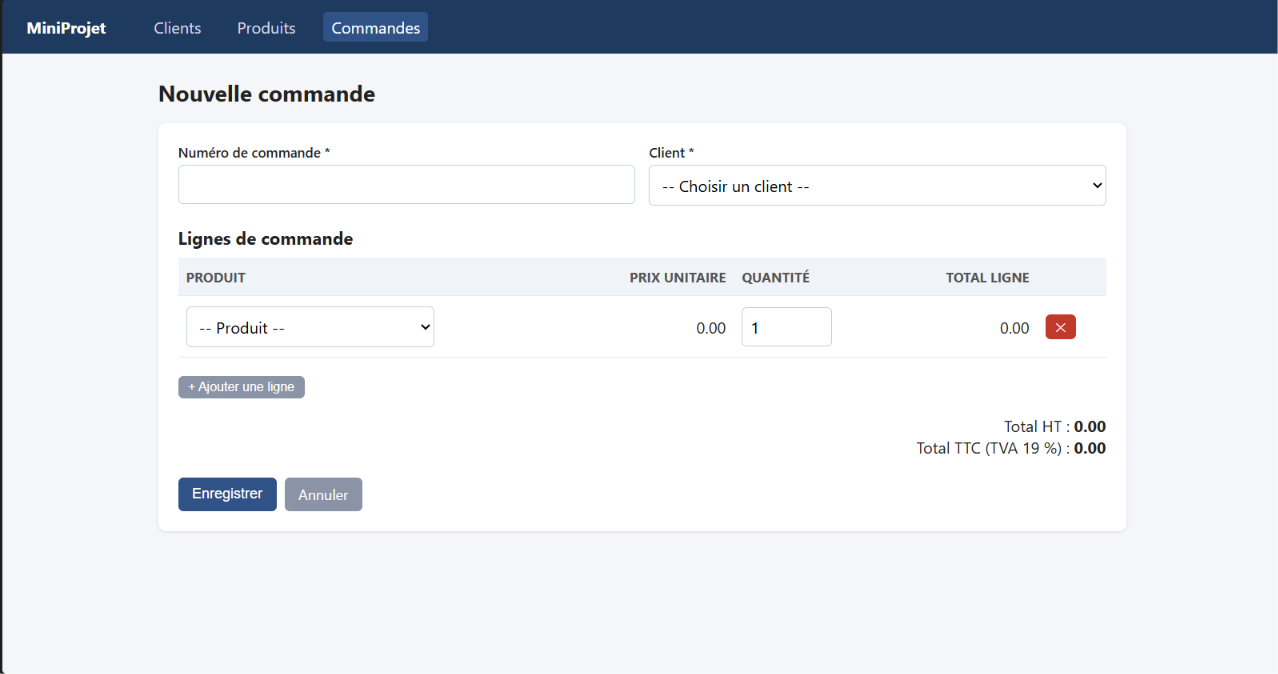 MiniProjet Clients Produits Commandes
Nouvelle commande
Numéro de commande * Client *
-- Choisir un client --
Lignes de commande
PRODUIT PRIX UNITAIRE QUANTITÉ TOTAL LIGNE
-- Produit -- 0.00 1 0.00 ×
+ Ajouter une ligne
Total HT : 0.00
Total TTC (TVA 19 %) : 0.00
Enregistrer Annuler